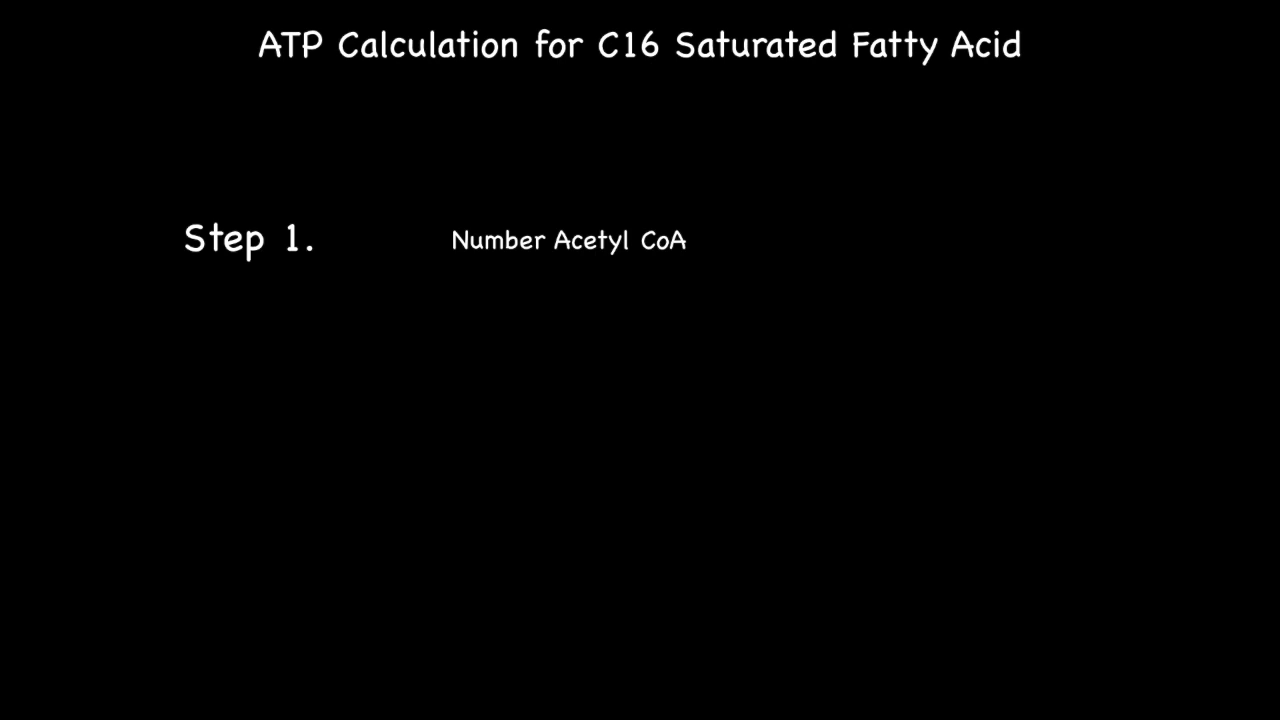 ATP Calculation for C16 Saturated Fatty Acid
Step 1. Number Acetyl CoA